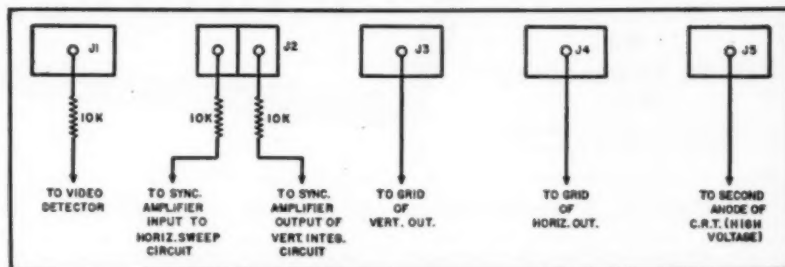 J1
J2
J3
J4
J5
10K
10K
10K
TO VIDEO
DETECTOR
TO SYNC.
AMPLIFIER
INPUT TO
HORIZ. SWEEP
CIRCUIT
TO SYNC.
AMPLIFIER
OUTPUT OF
VERT. INTEG.
CIRCUIT
TO GRID
OF
VERT. OUT.
TO GRID
OF
HORIZ. OUT.
TO SECOND
ANODE OF
C.R.T. (HIGH
VOLTAGE)